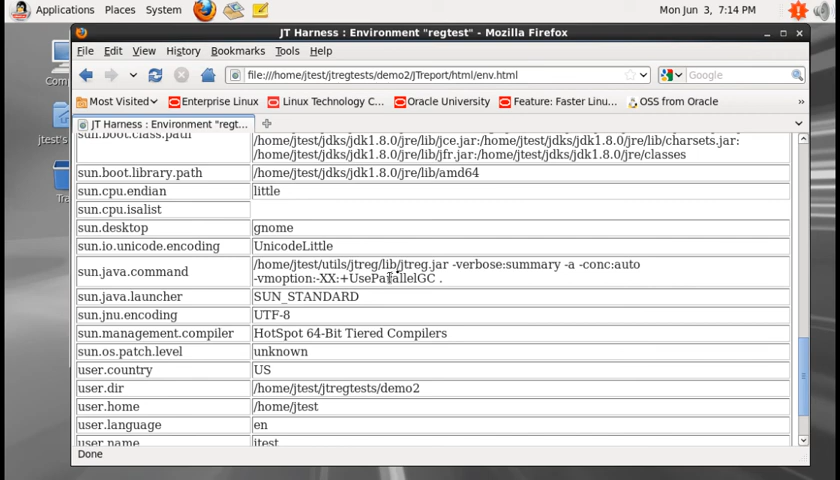 Applications Places System
Mon Jun 3, 7:14 PM
JT Harness : Environment "regtest" - Mozilla Firefox
File Edit View History Bookmarks Tools Help
file:///home/jtest/jtregtests/demo2/JTreport/html/env.html
Google
Most Visited Enterprise Linux Linux Technology C... Oracle University Feature: Faster Linu... OSS from Oracle »
JT Harness : Environment "regt...
sun.boot.class.path /home/jtest/jdks/jdk1.8.0/jre/lib/jce.jar:/home/jtest/jdks/jdk1.8.0/jre/lib/charsets.jar:
/home/jtest/jdks/jdk1.8.0/jre/lib/jfr.jar:/home/jtest/jdks/jdk1.8.0/jre/classes
sun.boot.library.path /home/jtest/jdks/jdk1.8.0/jre/lib/amd64
sun.cpu.endian little
sun.cpu.isalist
sun.desktop gnome
sun.io.unicode.encoding UnicodeLittle
sun.java.command /home/jtest/utils/jtreg/lib/jtreg.jar -verbose:summary -a -conc:auto
-vmoption:-XX:+UseParallelGC .
sun.java.launcher SUN_STANDARD
sun.jnu.encoding UTF-8
sun.management.compiler HotSpot 64-Bit Tiered Compilers
sun.os.patch.level unknown
user.country US
user.dir /home/jtest/jtregtests/demo2
user.home /home/jtest
user.language en
user.name jtest
Done
jtest's